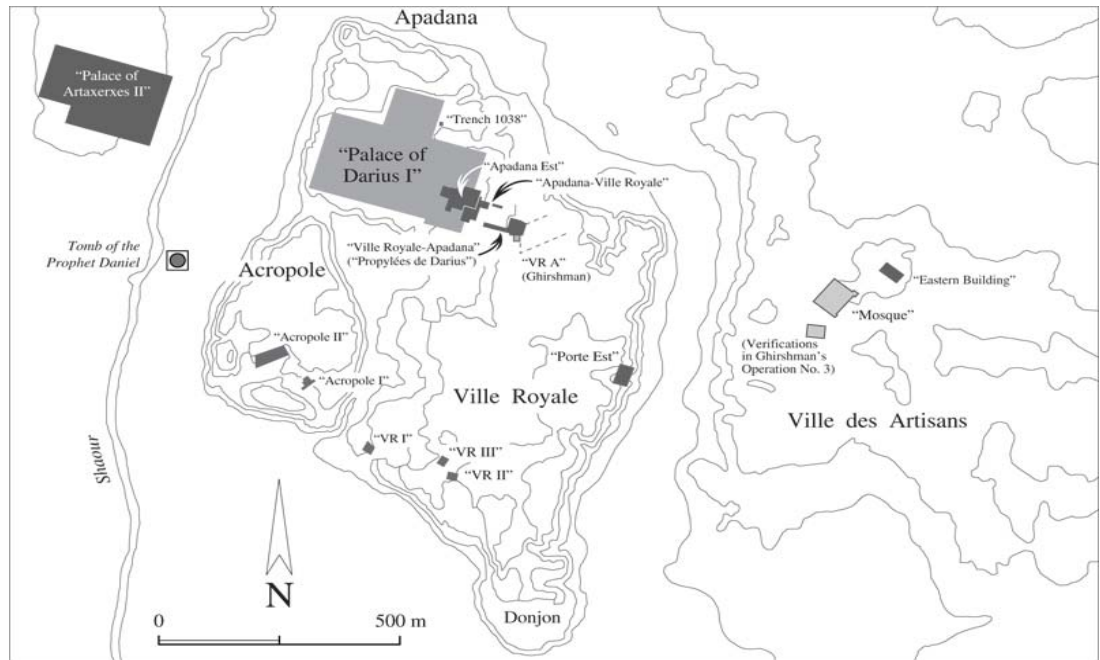 Apadana
“Palace of
Artaxerxes II”
“Trench 1038”
“Palace of
Darius I”
“Apadana Est”
“Apadana-Ville Royale”
“Ville Royale-Apadana”
(“Propylées de Darius”)
“VR A”
(Ghirshman)
Tomb of the
Prophet Daniel
Acropole
“Eastern Building”
“Mosque”
(Verifications
in Ghirshman’s
Operation No. 3)
“Acropole II”
“Acropole I”
“Porte Est”
Ville Royale
Ville des Artisans
“VR I”
“VR III”
“VR II”
Shaour
N
Donjon
0
500 m